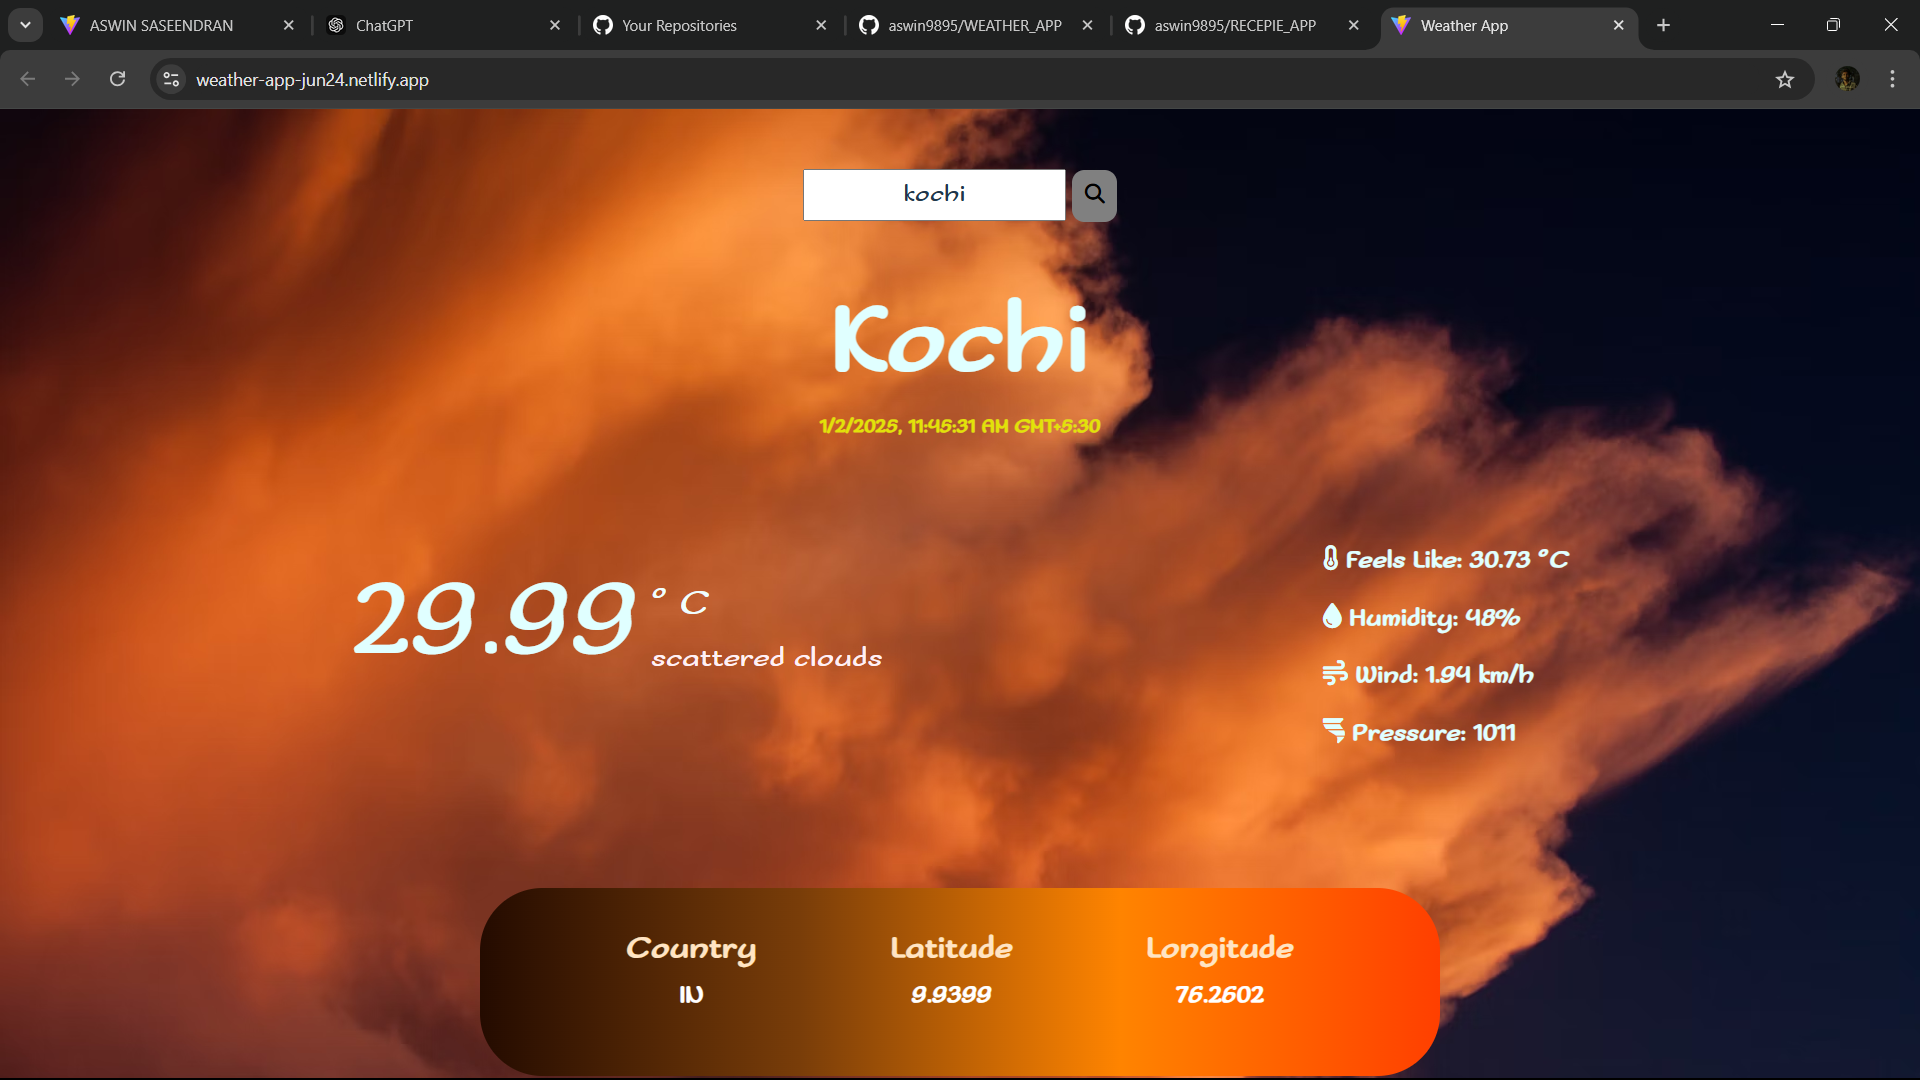 ASWIN SASEENDRAN
ChatGPT
Your Repositories
aswin9895/WEATHER_APP
aswin9895/RECEPIE_APP
Weather App
weather-app-jun24.netlify.app
kochi
Kochi
1/2/2025, 11:45:31 AM GMT+5:30
29.99 ° C
scattered clouds
Feels Like: 30.73 °C
Humidity: 48%
Wind: 1.94 km/h
Pressure: 1011
Country Latitude Longitude
IN 9.9399 76.2602